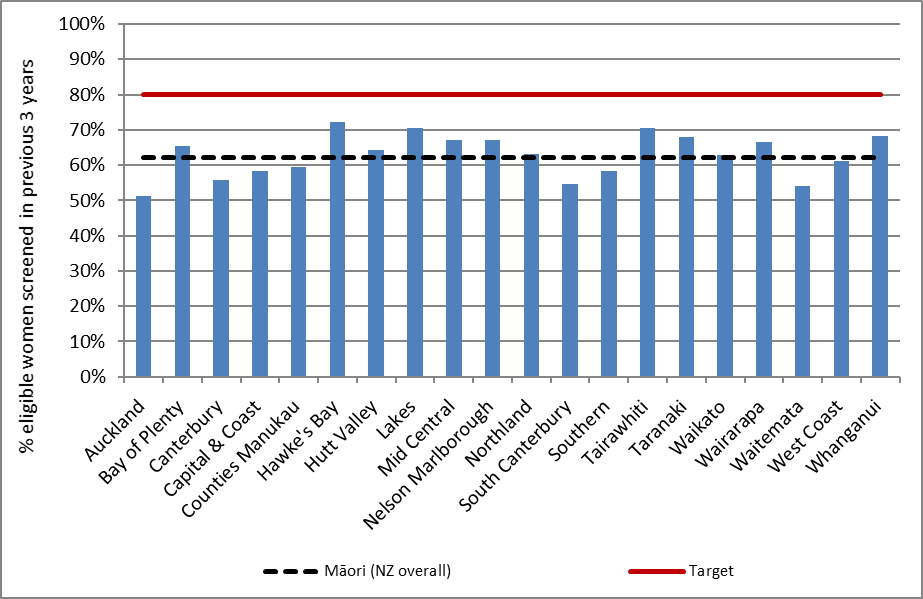 100%
90%
80%
70%
60%
50%
40%
30%
20%
10%
0%
% eligible women screened in previous 3 years
Auckland
Bay of Plenty
Canterbury
Capital & Coast
Counties Manukau
Hawke's Bay
Hutt Valley
Lakes
Mid Central
Nelson Marlborough
Northland
South Canterbury
Southern
Tairawhiti
Taranaki
Waikato
Wairarapa
Waitemata
West Coast
Whanganui
Māori (NZ overall)
Target